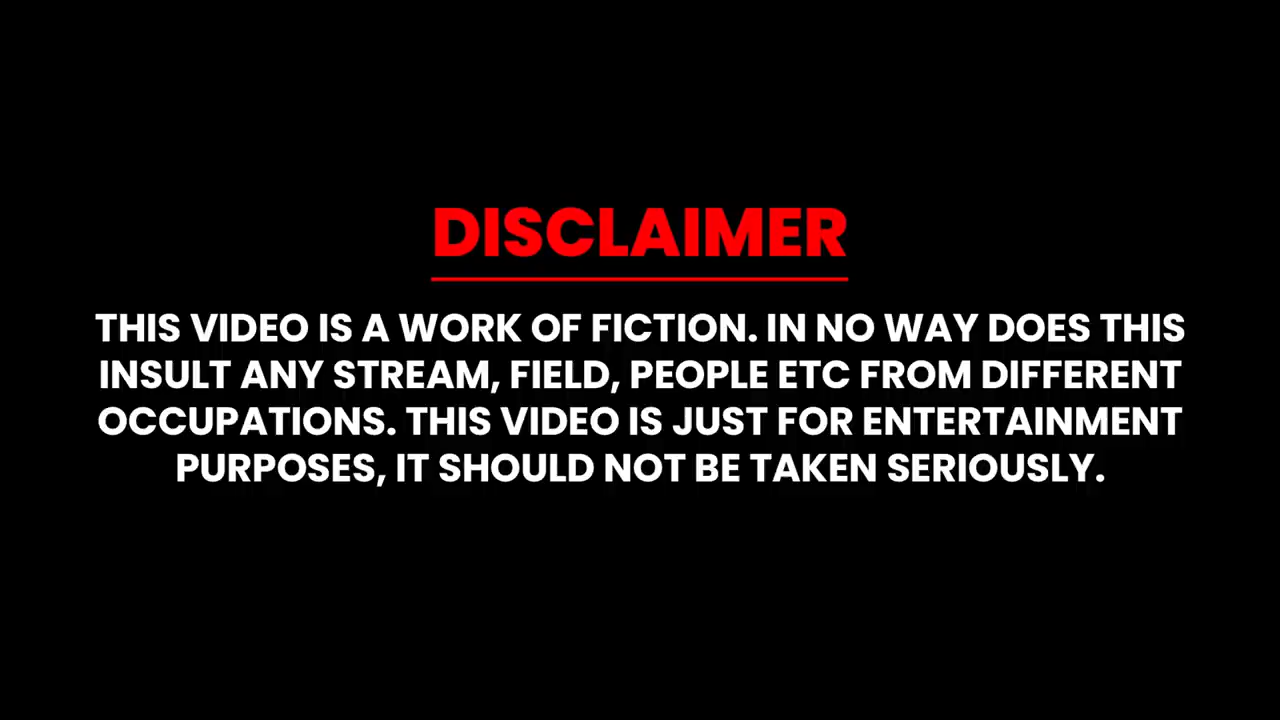 DISCLAIMER
THIS VIDEO IS A WORK OF FICTION. IN NO WAY DOES THIS
INSULT ANY STREAM, FIELD, PEOPLE ETC FROM DIFFERENT
OCCUPATIONS. THIS VIDEO IS JUST FOR ENTERTAINMENT
PURPOSES, IT SHOULD NOT BE TAKEN SERIOUSLY.